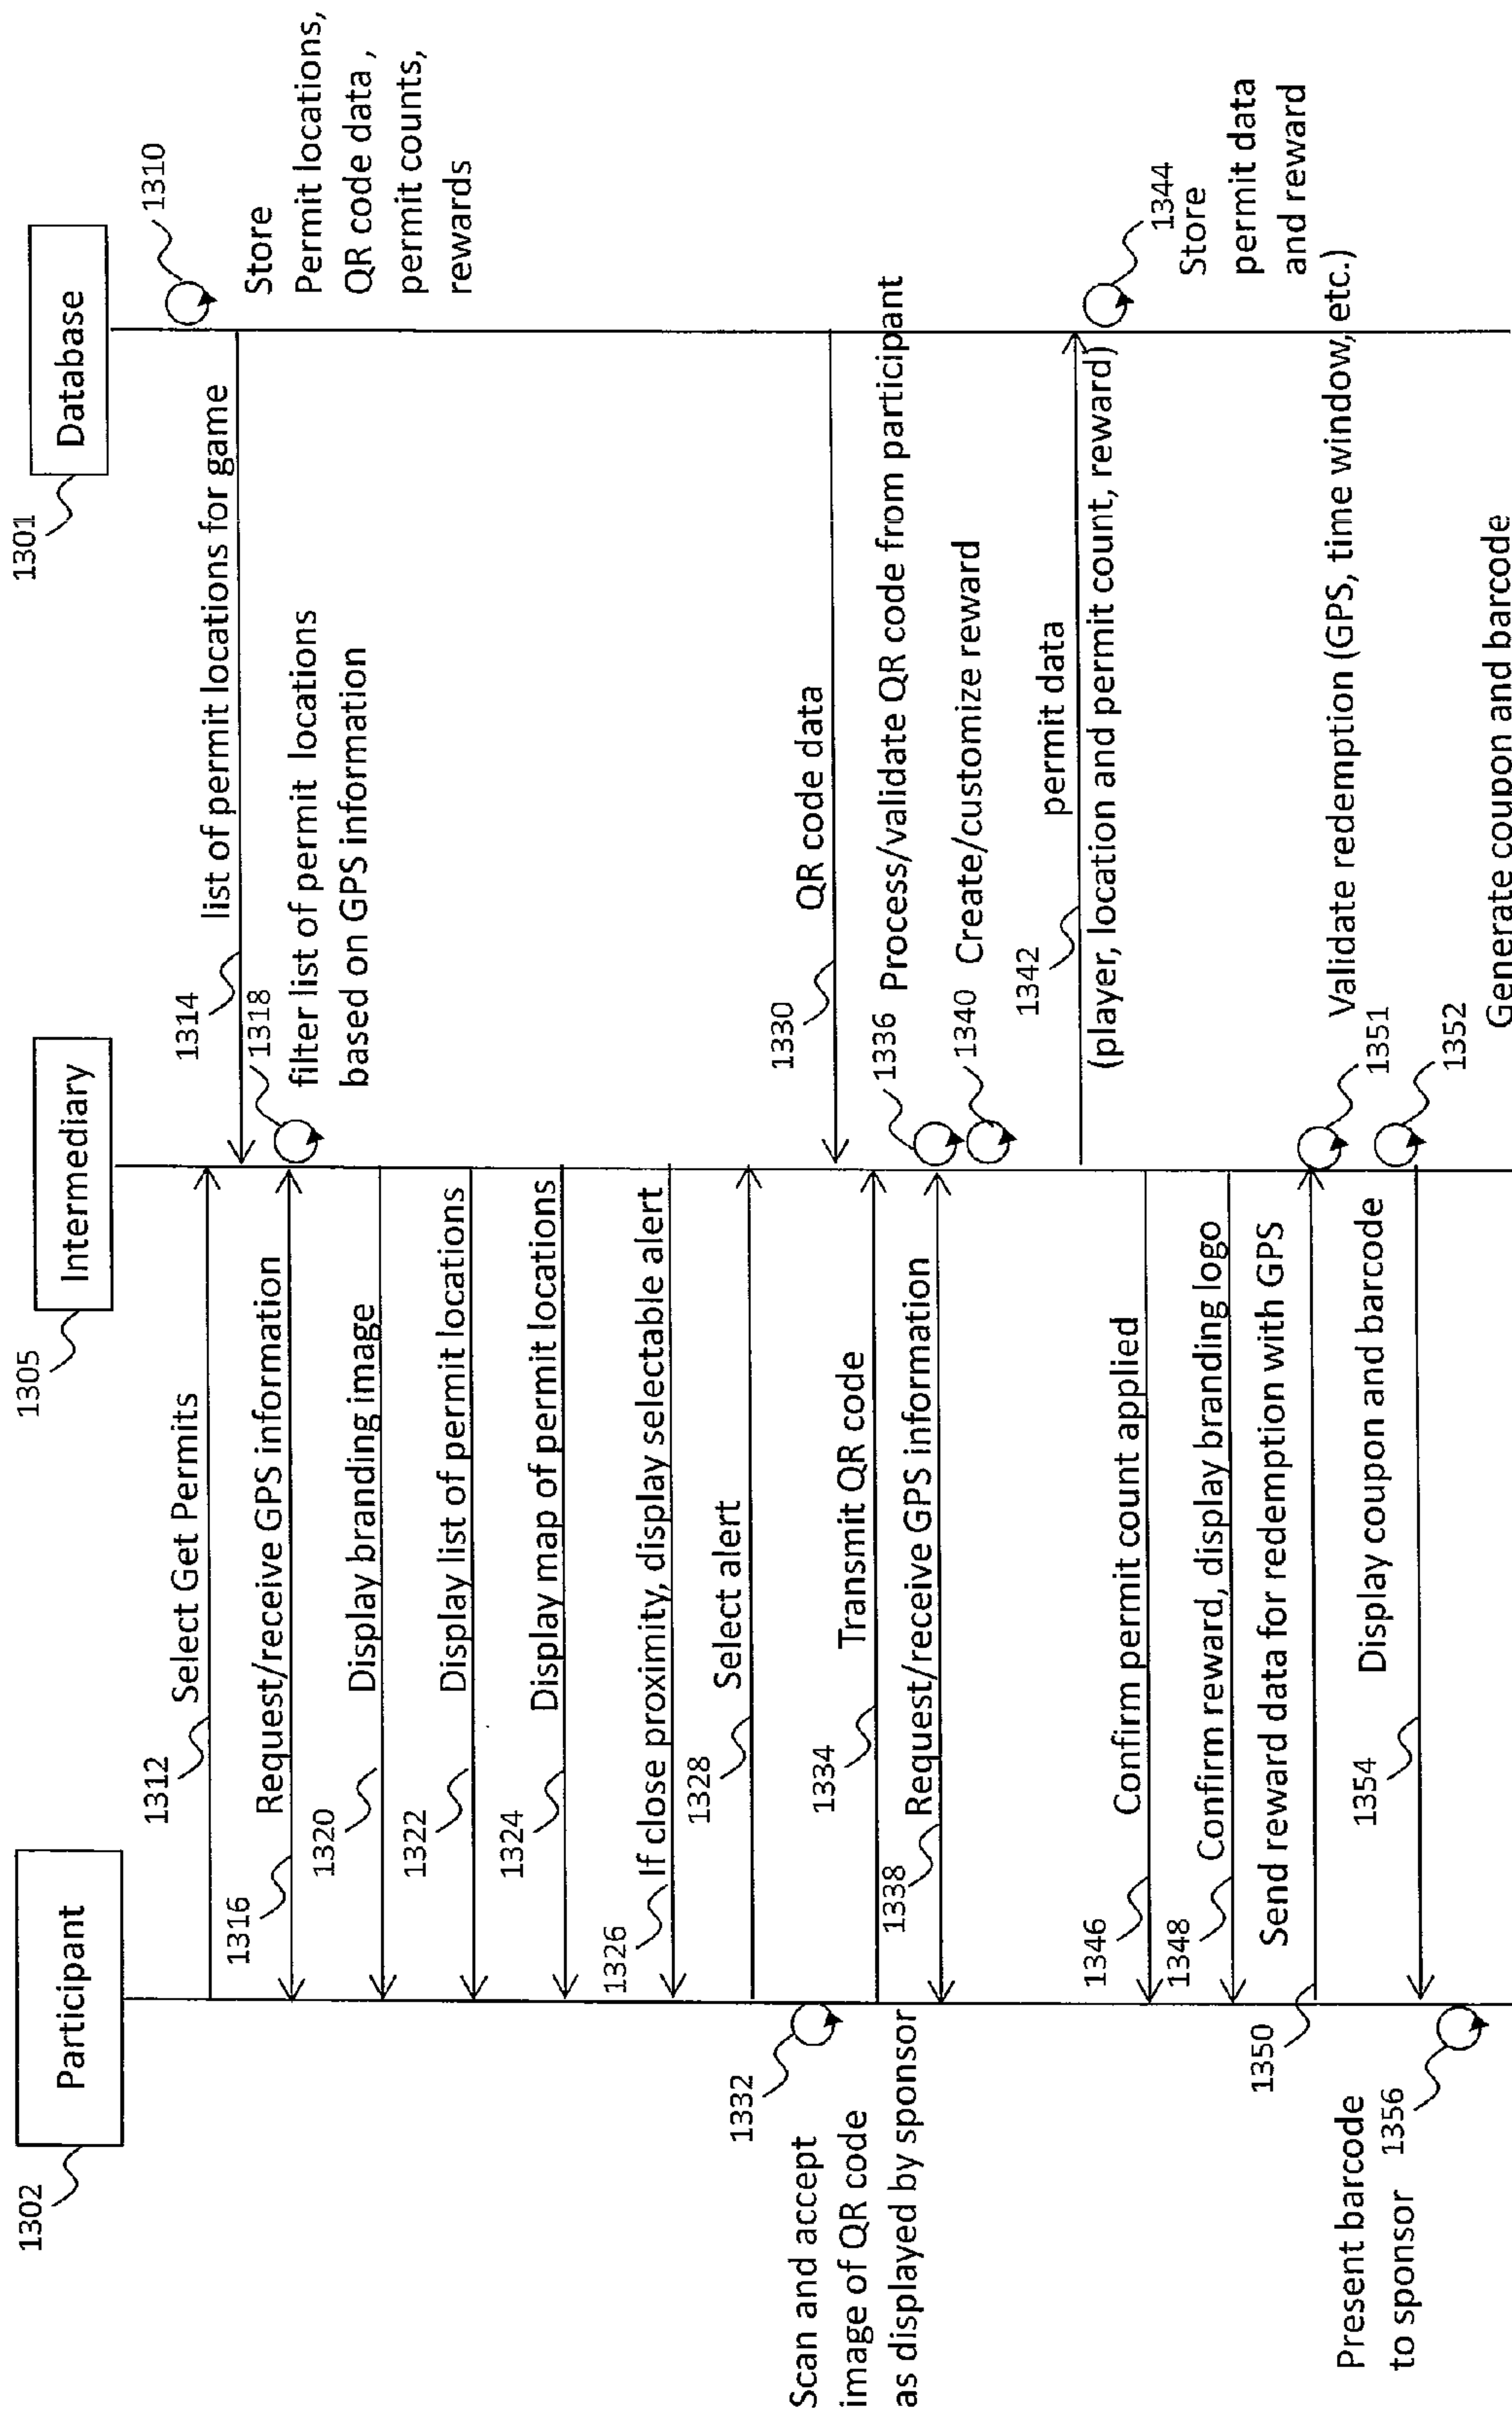 1302
Participant
1305
Intermediary
1301
Database
1310
Store
Permit locations,
QR code data ,
permit counts,
rewards
1312
Select Get Permits
1314
list of permit locations for game
1316
Request/receive GPS information
1318
filter list of permit locations
based on GPS information
1320
Display branding image
1322
Display list of permit locations
1324
Display map of permit locations
1326
If close proximity, display selectable alert
1328
Select alert
1330
QR code data
1332
Scan and accept
image of QR code
as displayed by sponsor
1334
Transmit QR code
1336
Process/validate QR code from participant
1338
Request/receive GPS information
1340
Create/customize reward
1342
permit data
(player, location and permit count, reward)
1344
Store
permit data
and reward
1346
Confirm permit count applied
1348
Confirm reward, display branding logo
1350
Send reward data for redemption with GPS
1351
Validate redemption (GPS, time window, etc.)
1352
Generate coupon and barcode
1354
Display coupon and barcode
1356
Present barcode
to sponsor